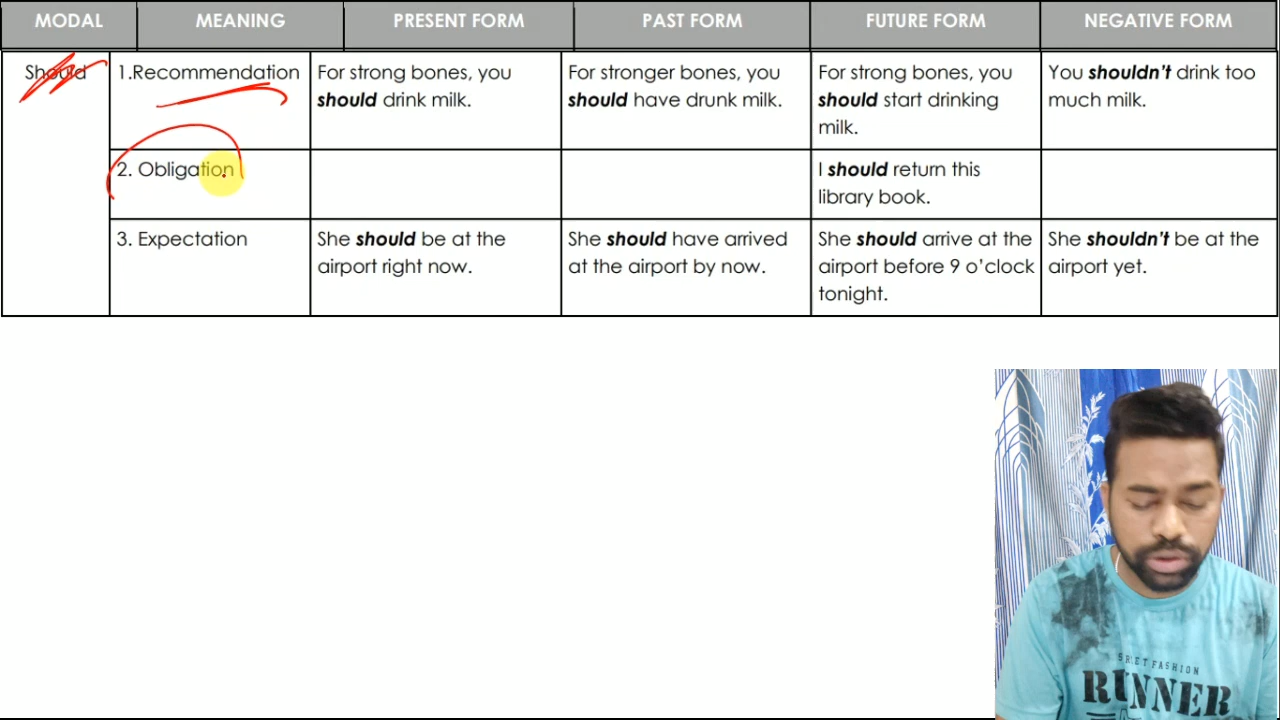 MODAL MEANING PRESENT FORM PAST FORM FUTURE FORM NEGATIVE FORM
Should
1.Recommendation
For strong bones, you
should drink milk.
For stronger bones, you
should have drunk milk.
For strong bones, you
should start drinking
milk.
You shouldn't drink too
much milk.
2. Obligation
I should return this
library book.
3. Expectation
She should be at the
airport right now.
She should have arrived
at the airport by now.
She should arrive at the
airport before 9 o'clock
tonight.
She shouldn't be at the
airport yet.
STREET FASHION
RUNNER